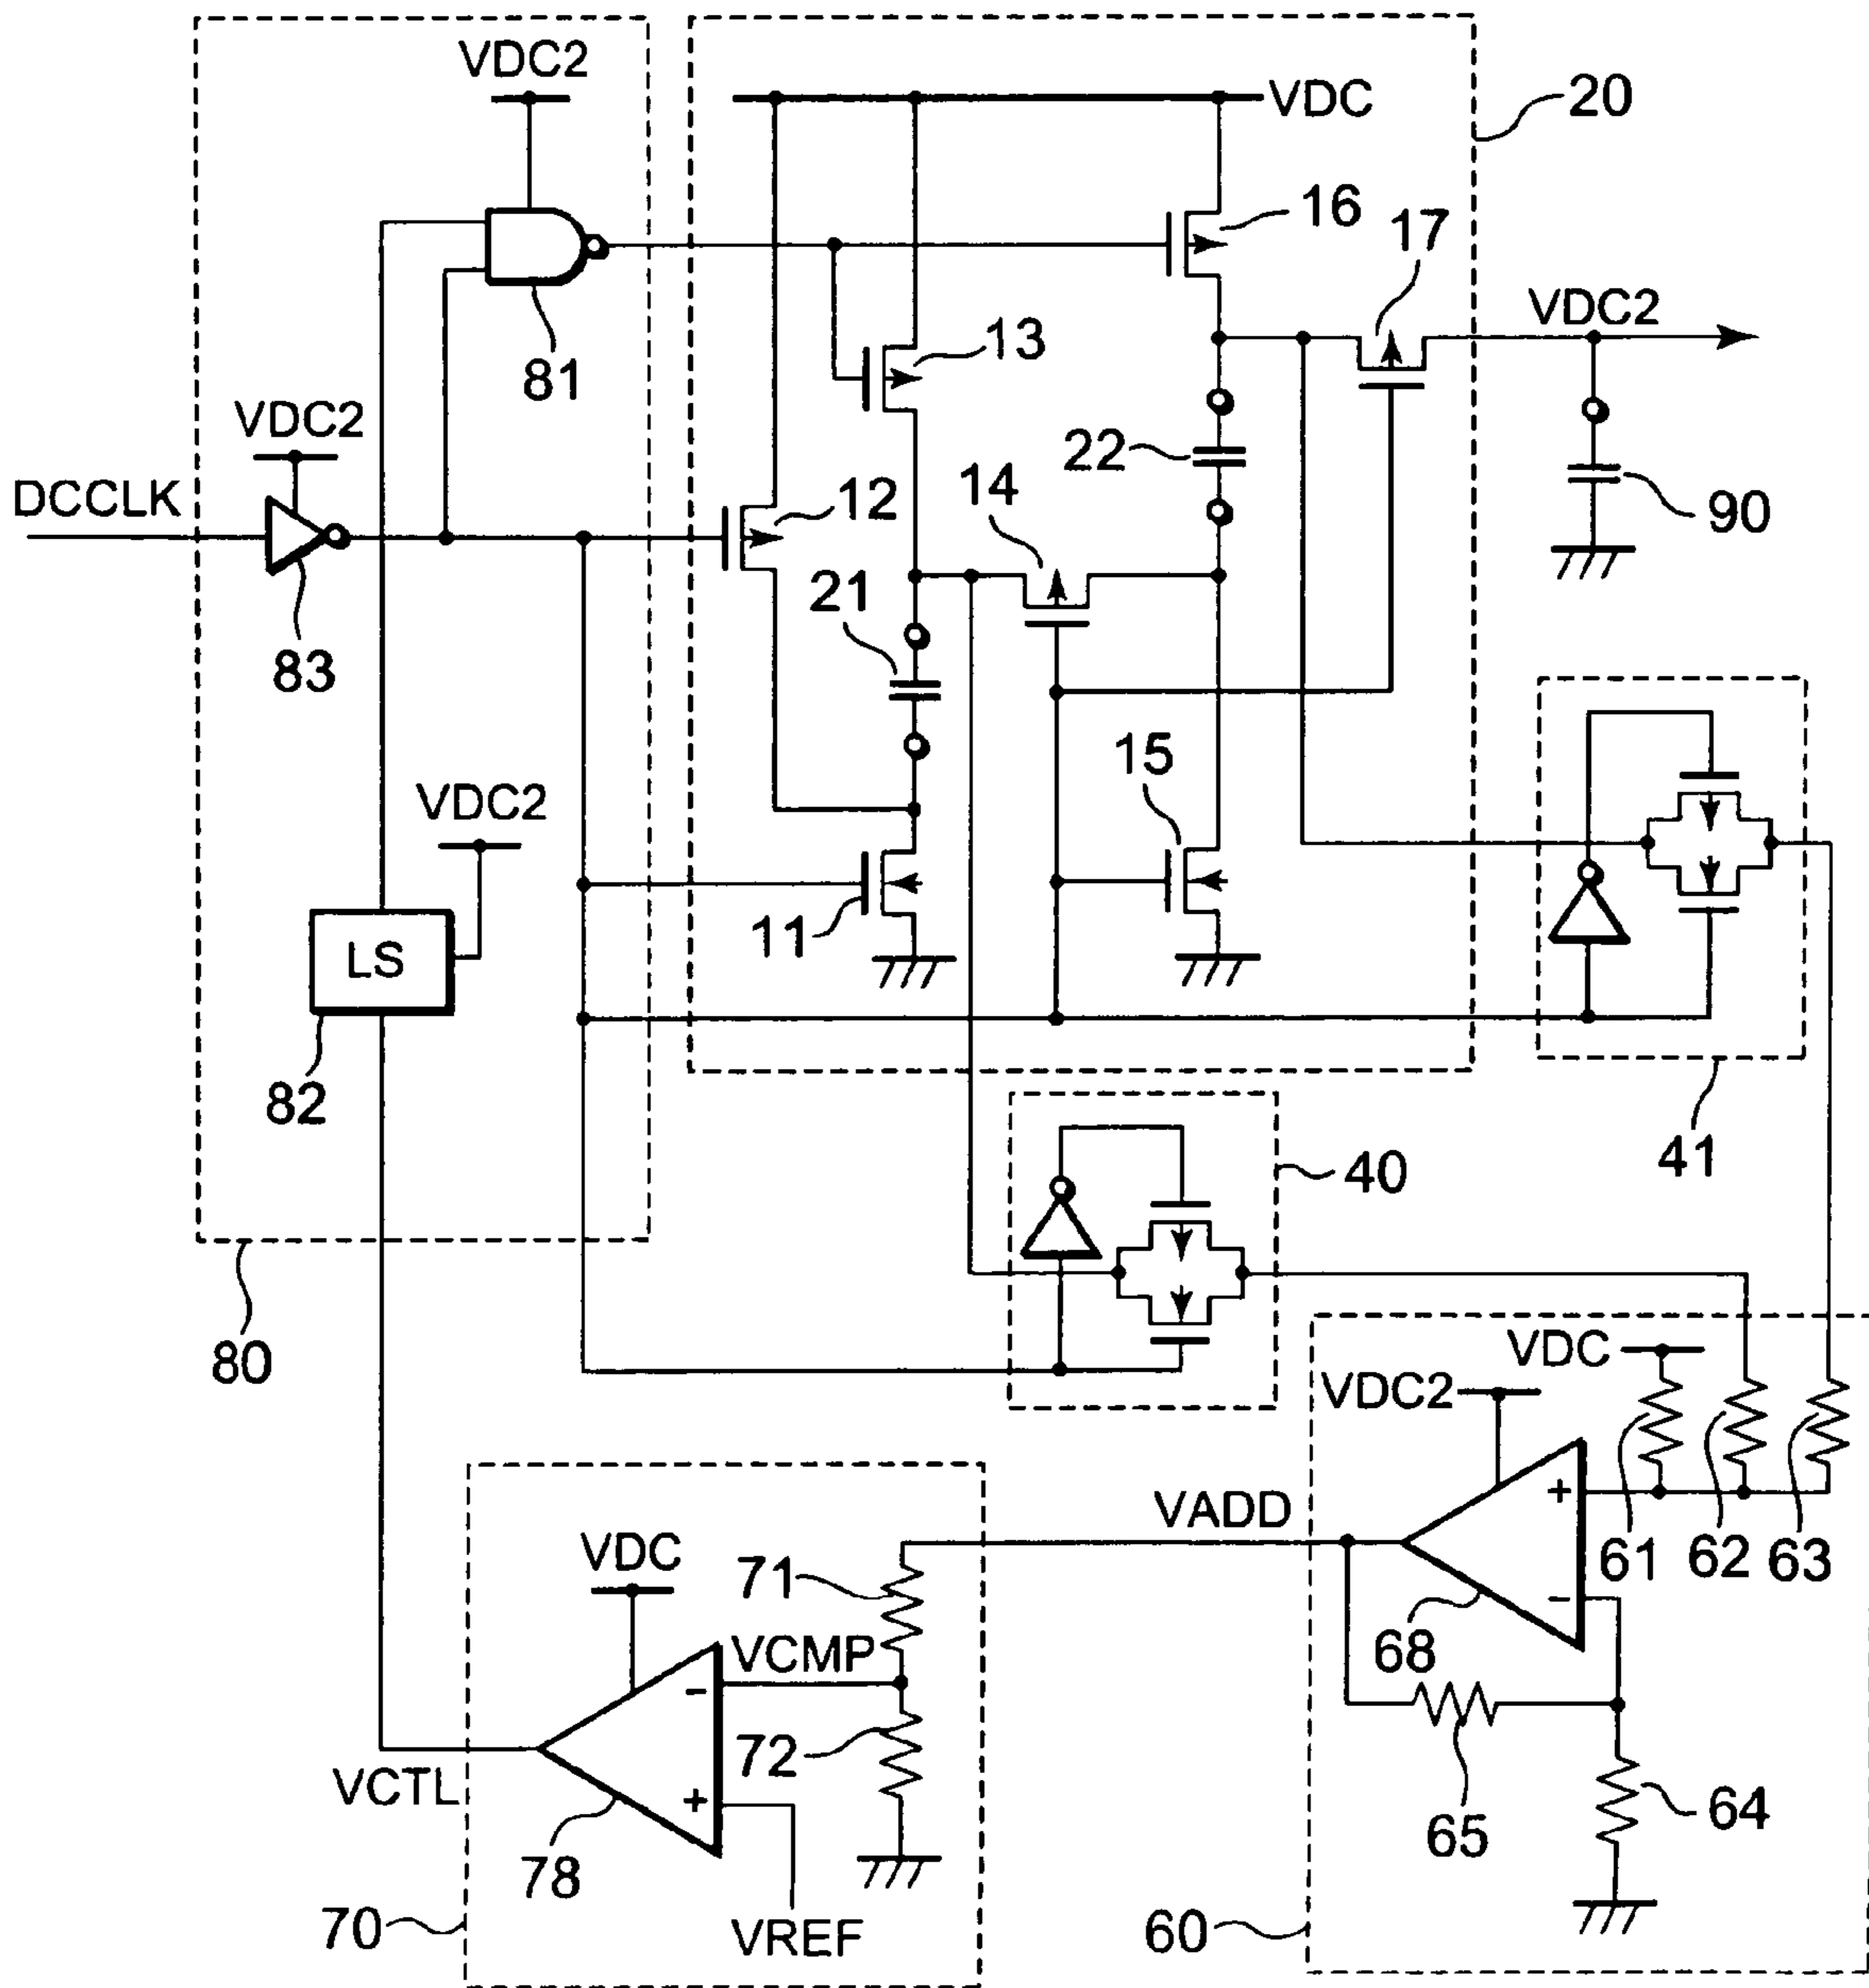 VDC2
VDC
20
16
17
VDC2
13
81
VDC2
22
DCCLK
12
14
90
21
83
15
VDC2
11
LS
82
41
40
80
VDC
VDC2
VADD
61
62
63
VDC
71
VCMP
68
72
VCTL
64
65
78
70
VREF
60
+
-
-
+